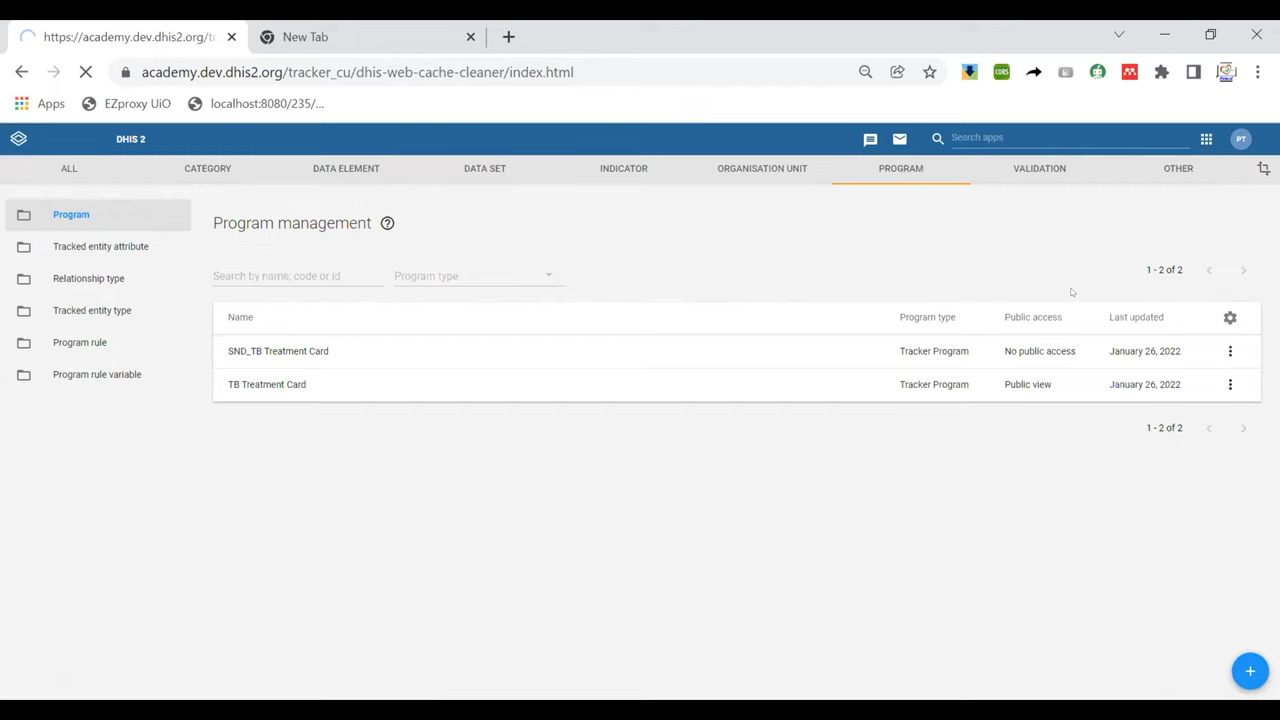 https://academy.dev.dhis2.org/tr
New Tab
academy.dev.dhis2.org/tracker_cu/dhis-web-cache-cleaner/index.html
CORS
Apps
EZproxy UiO
localhost:8080/235/...
DHIS 2
Search apps
PT
ALL
CATEGORY
DATA ELEMENT
DATA SET
INDICATOR
ORGANISATION UNIT
PROGRAM
VALIDATION
OTHER
Program
Tracked entity attribute
Relationship type
Tracked entity type
Program rule
Program rule variable
Program management
Search by name, code or id
Program type
1 - 2 of 2
Name
Program type
Public access
Last updated
SND_TB Treatment Card
Tracker Program
No public access
January 26, 2022
TB Treatment Card
Tracker Program
Public view
January 26, 2022
1 - 2 of 2